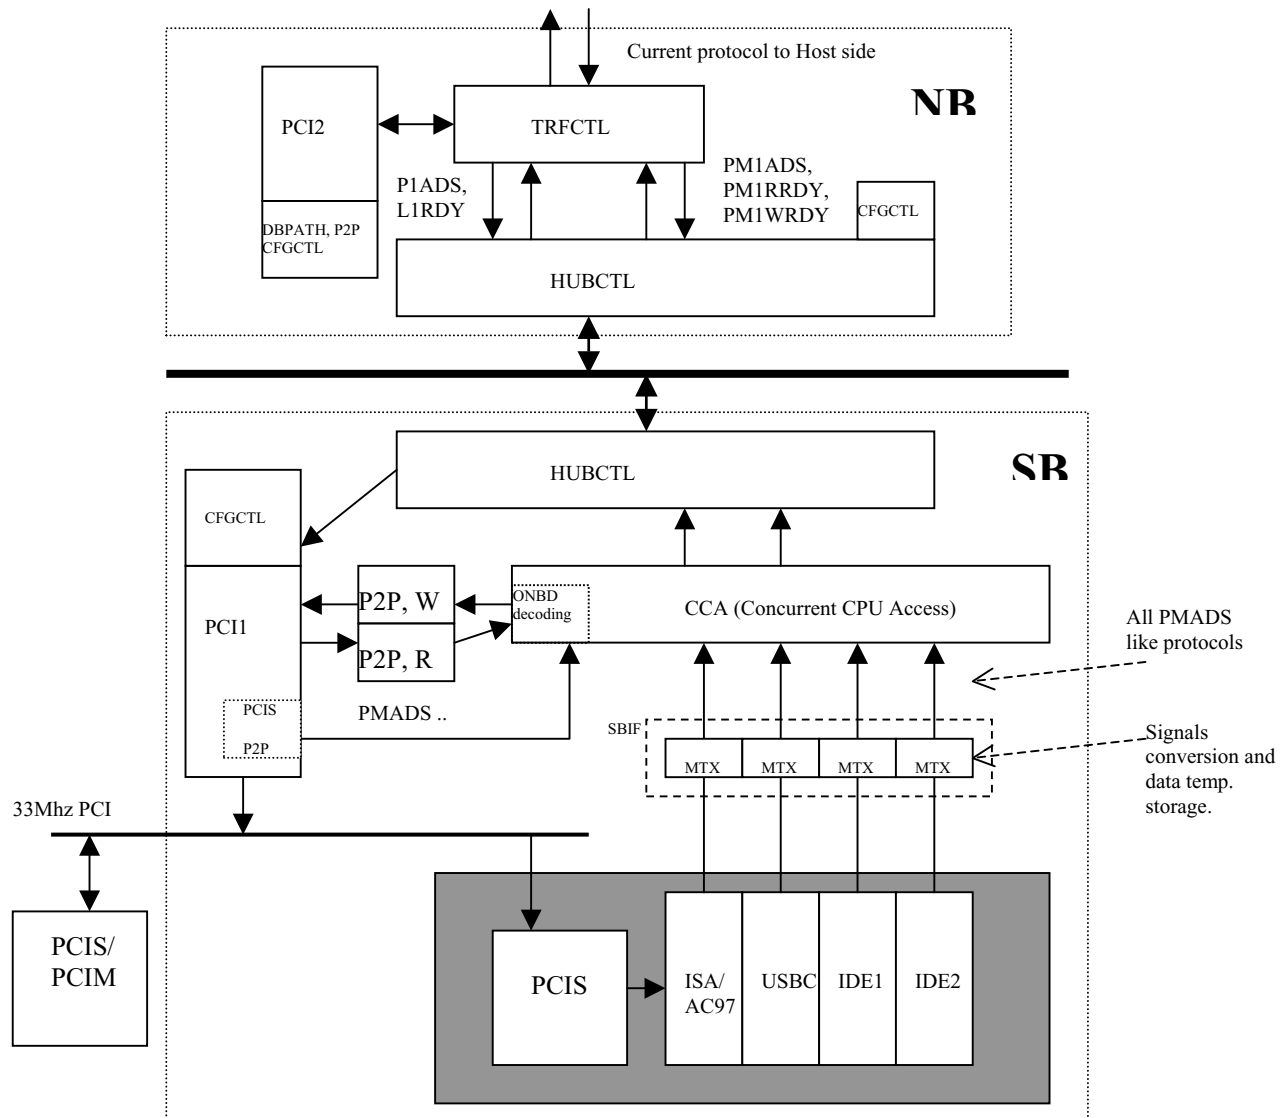 Current protocol to Host side
NB
PCI2
TRFCTL
P1ADS,
L1RDY
PM1ADS,
PM1RRDY,
PM1WRDY
CFGCTL
DBPATH, P2P
CFGCTL
HUBCTL
HUBCTL
SB
CFGCTL
P2P, W
ONBD
decoding
CCA (Concurrent CPU Access)
PCI1
P2P, R
All PMADS
like protocols
PCIS
P2P
PMADS ..
SBIF
MTX
MTX
MTX
MTX
Signals
conversion and
data temp.
storage.
33Mhz PCI
PCIS/
PCIM
PCIS
ISA/
AC97
USBC
IDE1
IDE2